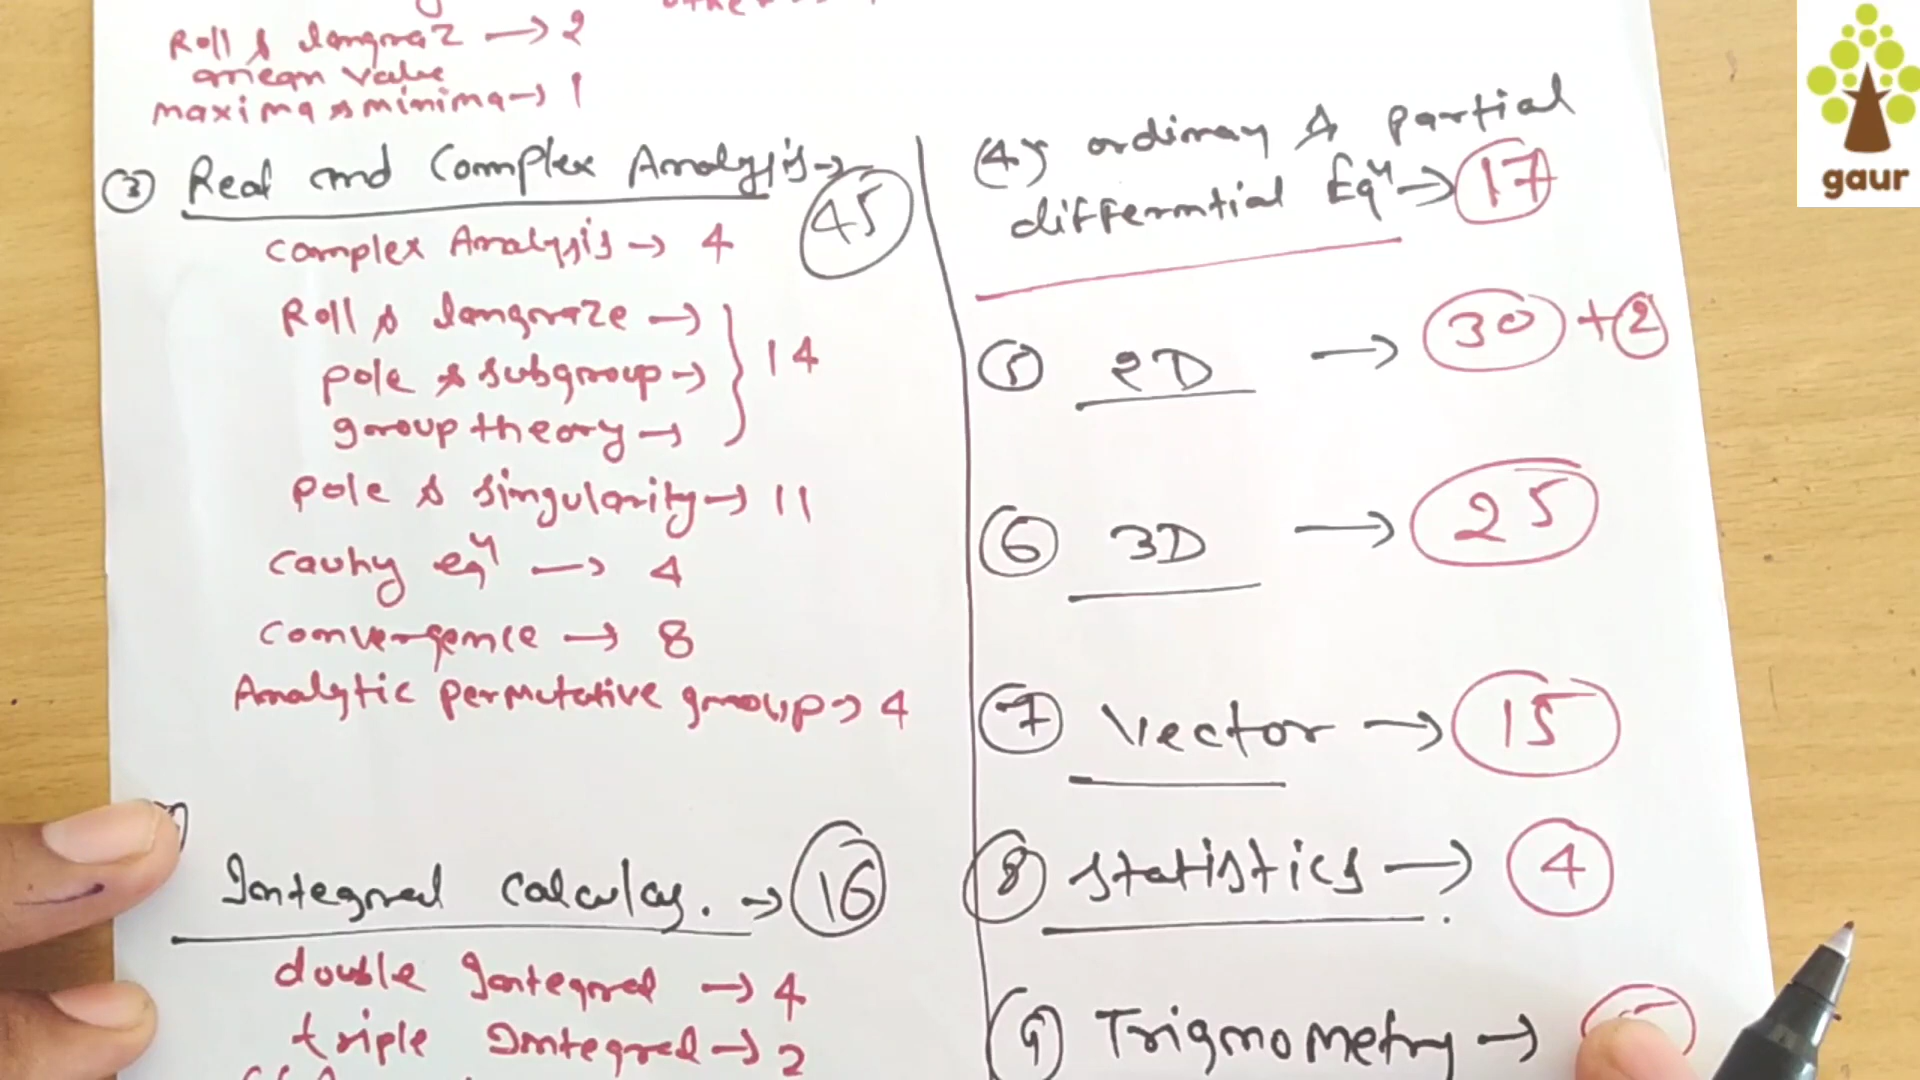 Roll & langraz → 2
mean value
maxima & minima → 1
③ Real and Complex Analysis → 45
Complex Analysis → 4
Roll & langraze →
pole & subgroup → } 14
group theory →
pole & singularity → 11
cauhy eqⁿ → 4
convergence → 8
Analytic permutative group → 4
Integral calculas. → 16
double Integral → 4
triple Integral → 2
(4) ordinary & partial
differential Eqⁿ → 17
⑤ 2D → 30 + 2
⑥ 3D → 25
⑦ Vector → 15
⑧ statistics → 4
⑨ Trignometry →
gaur